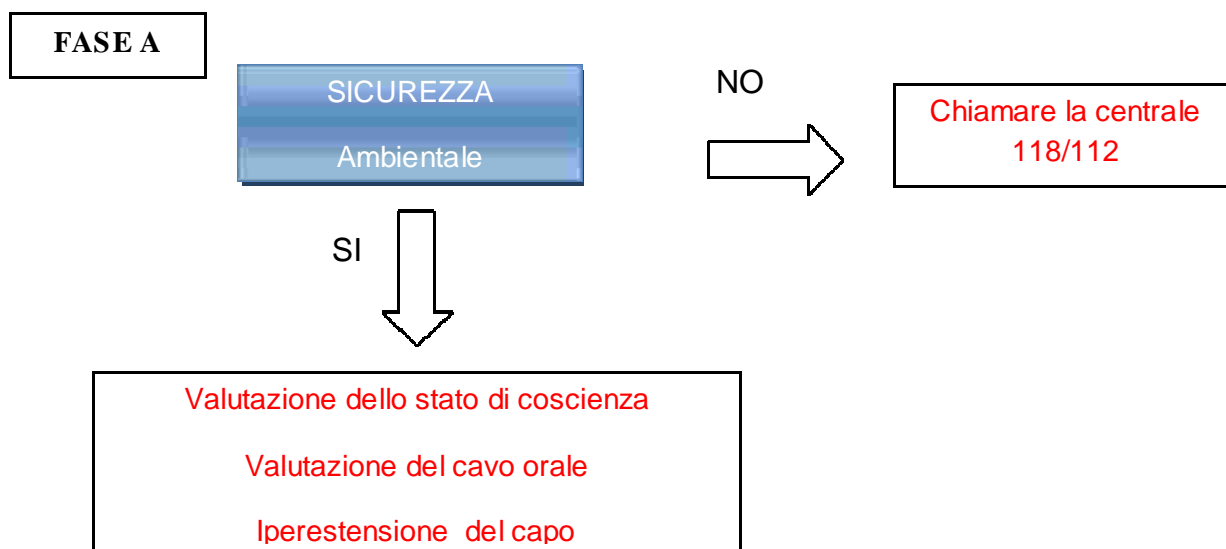 FASE A
SICUREZZA
Ambientale
NO
Chiamare la centrale
118/112
SI
Valutazione dello stato di coscienza
Valutazione del cavo orale
Iperestensione del capo